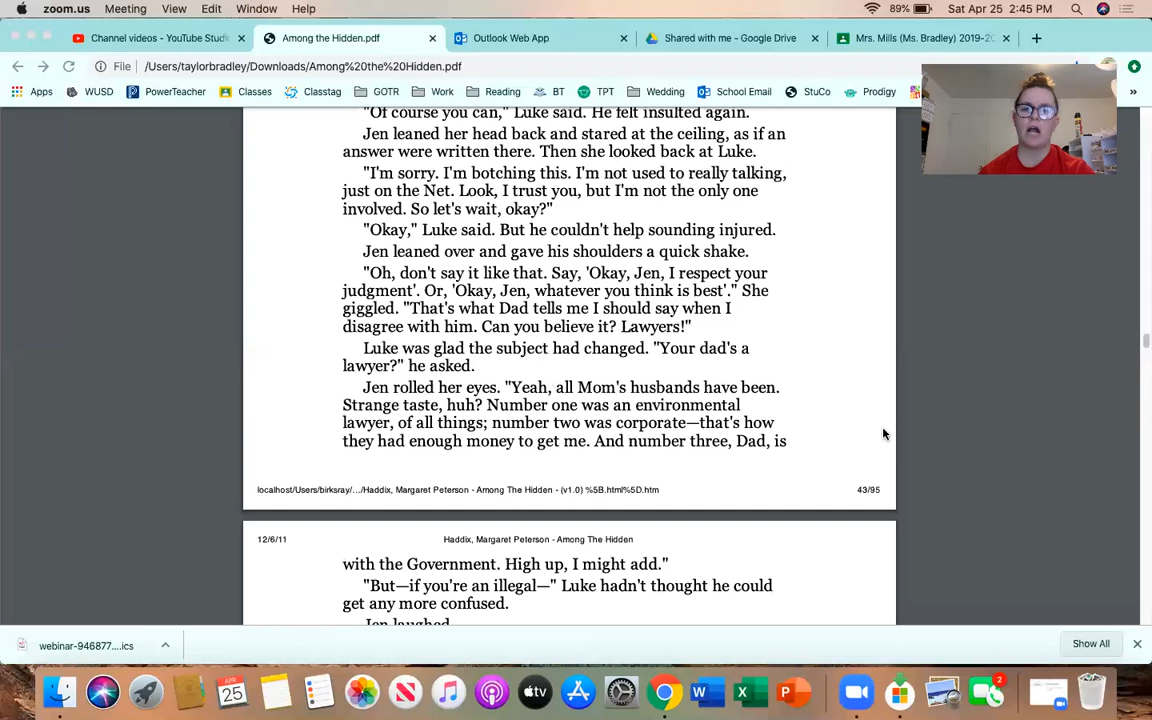 zoom.us Meeting View Edit Window Help 89% Sat Apr 25 2:45 PM
Channel videos - YouTube Stud Among the Hidden.pdf Outlook Web App Shared with me - Google Drive Mrs. Mills (Ms. Bradley) 2019-20
File /Users/taylorbradley/Downloads/Among%20the%20Hidden.pdf
Apps WUSD PowerTeacher Classes Classtag GOTR Work Reading BT TPT Wedding School Email StuCo Prodigy
"Of course you can," Luke said. He felt insulted again.
Jen leaned her head back and stared at the ceiling, as if an
answer were written there. Then she looked back at Luke.
"I'm sorry. I'm botching this. I'm not used to really talking,
just on the Net. Look, I trust you, but I'm not the only one
involved. So let's wait, okay?"
"Okay," Luke said. But he couldn't help sounding injured.
Jen leaned over and gave his shoulders a quick shake.
"Oh, don't say it like that. Say, 'Okay, Jen, I respect your
judgment'. Or, 'Okay, Jen, whatever you think is best'." She
giggled. "That's what Dad tells me I should say when I
disagree with him. Can you believe it? Lawyers!"
Luke was glad the subject had changed. "Your dad's a
lawyer?" he asked.
Jen rolled her eyes. "Yeah, all Mom's husbands have been.
Strange taste, huh? Number one was an environmental
lawyer, of all things; number two was corporate—that's how
they had enough money to get me. And number three, Dad, is
localhost/Users/birksray/.../Haddix, Margaret Peterson - Among The Hidden - (v1.0) %5B.html%5D.htm 43/95
12/6/11 Haddix, Margaret Peterson - Among The Hidden
with the Government. High up, I might add."
"But—if you're an illegal—" Luke hadn't thought he could
get any more confused.
Jen laughed.
webinar-946877....ics Show All
APR
25
tv
W X P
2